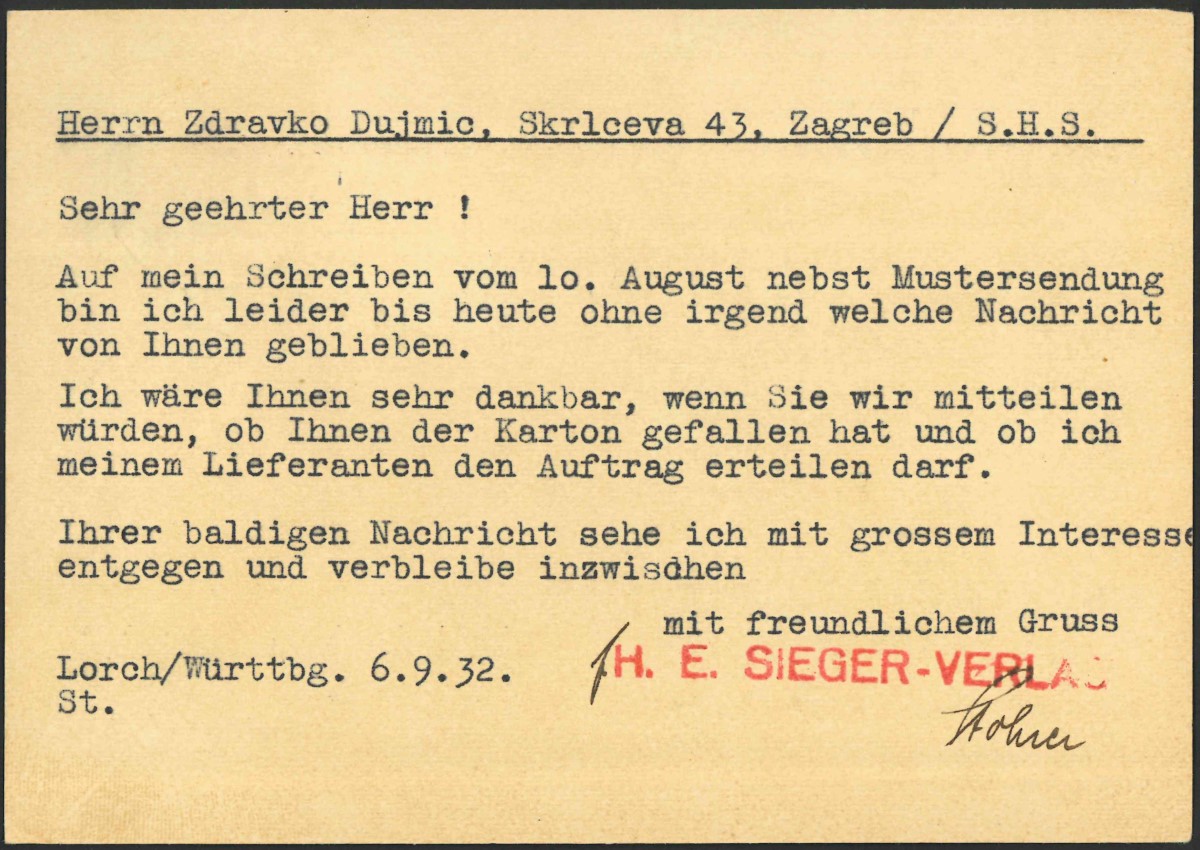 Herrn Zdravko Dujmic, Skrlceva 43, Zagreb / S.H.S.
Sehr geehrter Herr !
Auf mein Schreiben vom lo. August nebst Mustersendung
bin ich leider bis heute ohne irgend welche Nachricht
von Ihnen geblieben.
Ich wäre Ihnen sehr dankbar, wenn Sie wir mitteilen
würden, ob Ihnen der Karton gefallen hat und ob ich
meinem Lieferanten den Auftrag erteilen darf.
Ihrer baldigen Nachricht sehe ich mit grossem Interesse
entgegen und verbleibe inzwischen
mit freundlichem Gruss
Lorch/Württbg. 6.9.32.
f H. E. SIEGER-VERLAG
St.
Stohrer